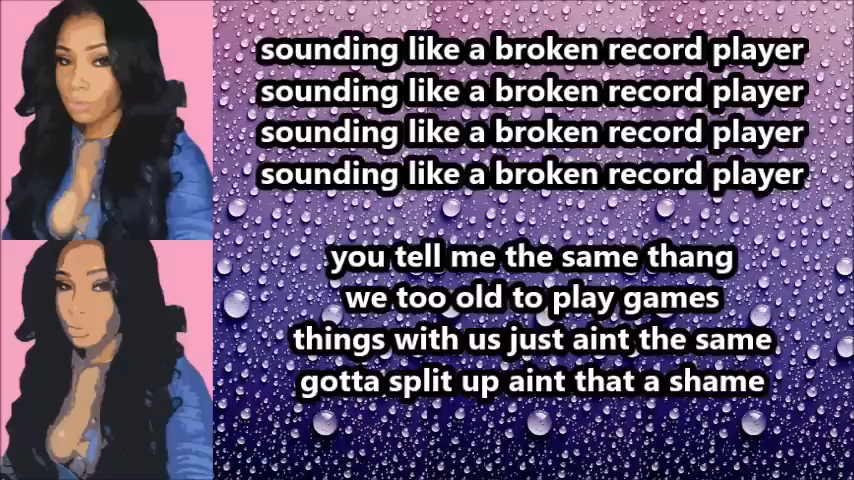 sounding like a broken record player
sounding like a broken record player
sounding like a broken record player
sounding like a broken record player
you tell me the same thang
we too old to play games
things with us just aint the same
gotta split up aint that a shame